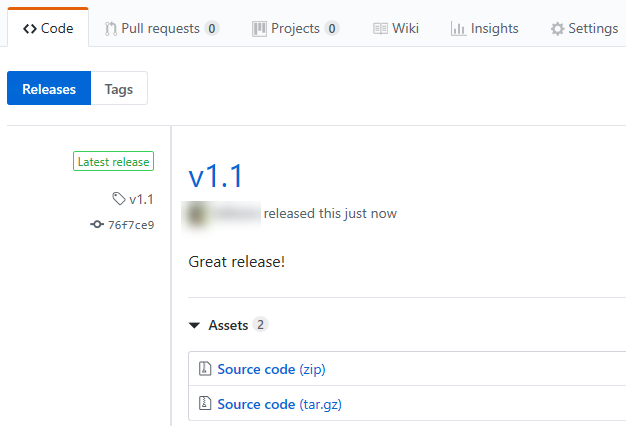 Code Pull requests 0 Projects 0 Wiki Insights Settings
Releases Tags
Latest release
v1.1
76f7ce9
v1.1
released this just now
Great release!
Assets 2
Source code (zip)
Source code (tar.gz)